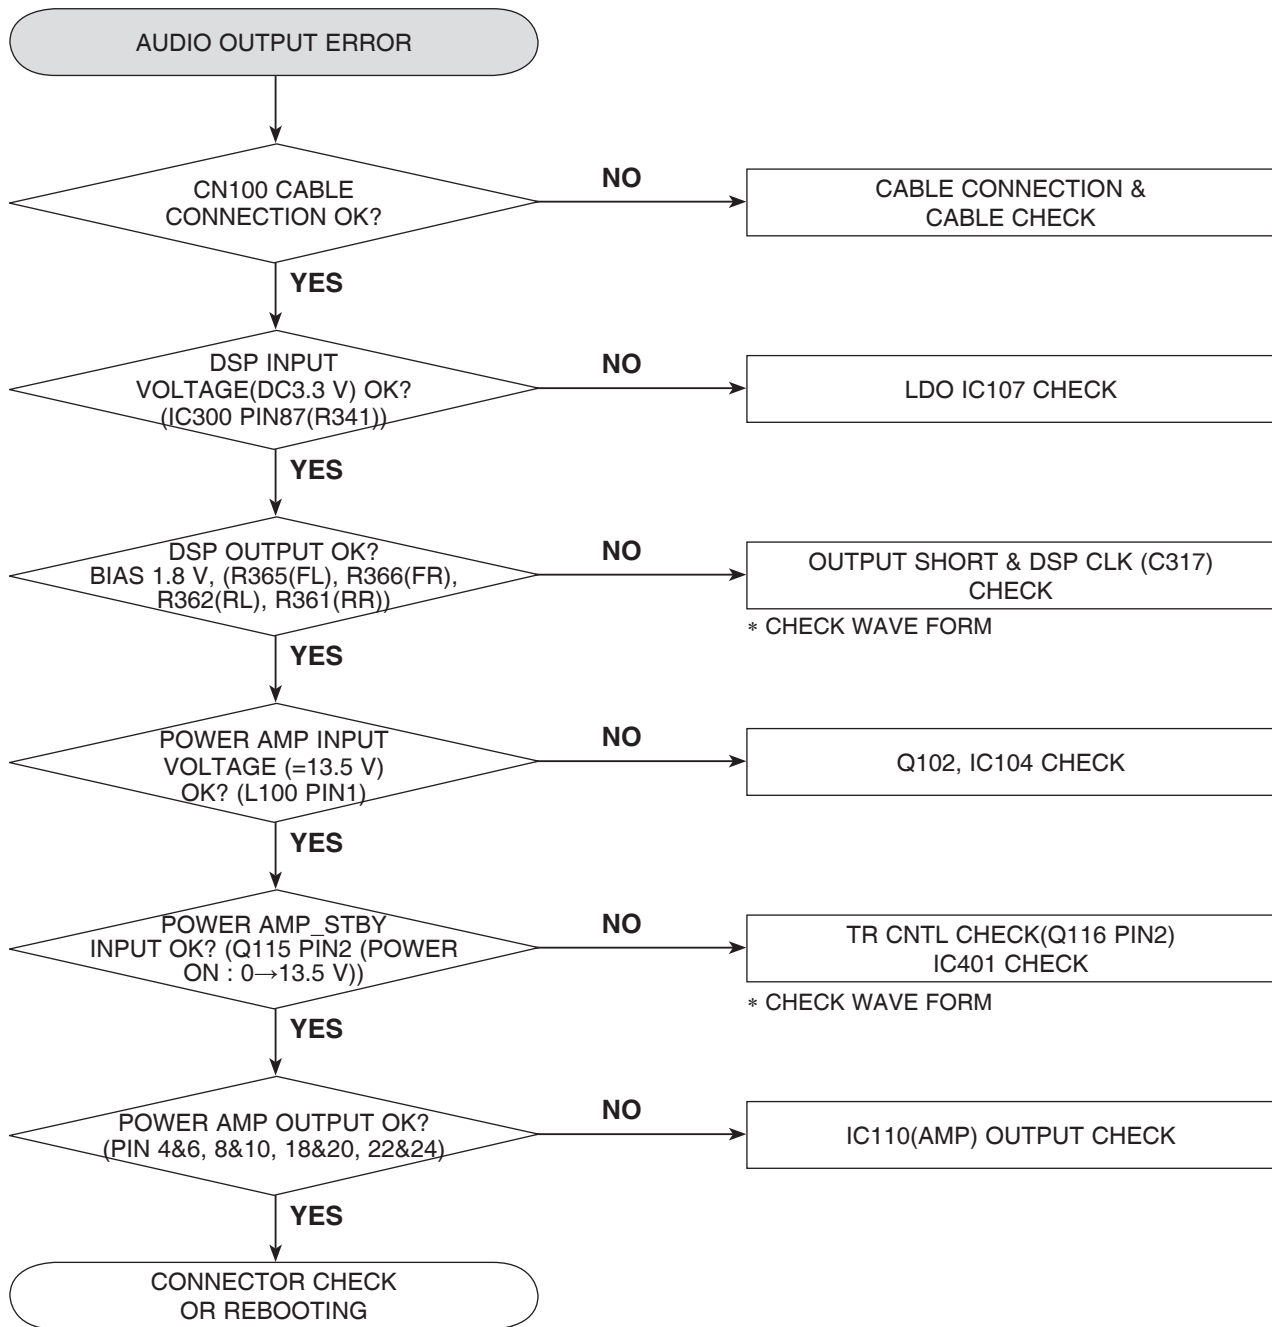 AUDIO OUTPUT ERROR
CN100 CABLE
CONNECTION OK?
NO
CABLE CONNECTION &
CABLE CHECK
YES
DSP INPUT
VOLTAGE(DC3.3 V) OK?
(IC300 PIN87(R341))
NO
LDO IC107 CHECK
YES
DSP OUTPUT OK?
BIAS 1.8 V, (R365(FL), R366(FR),
R362(RL), R361(RR))
NO
OUTPUT SHORT & DSP CLK (C317)
CHECK
* CHECK WAVE FORM
YES
POWER AMP INPUT
VOLTAGE (=13.5 V)
OK? (L100 PIN1)
NO
Q102, IC104 CHECK
YES
POWER AMP_STBY
INPUT OK? (Q115 PIN2 (POWER
ON : 0→13.5 V))
NO
TR CNTL CHECK(Q116 PIN2)
IC401 CHECK
* CHECK WAVE FORM
YES
POWER AMP OUTPUT OK?
(PIN 4&6, 8&10, 18&20, 22&24)
NO
IC110(AMP) OUTPUT CHECK
YES
CONNECTOR CHECK
OR REBOOTING